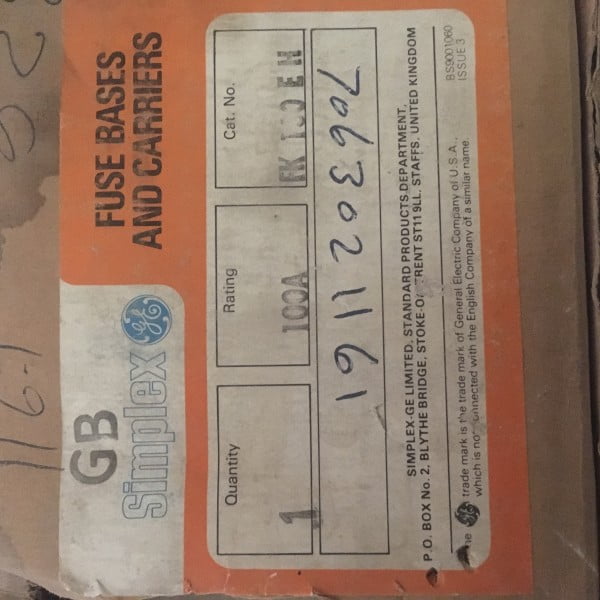 GB
Simplex
GE
FUSE BASES
AND CARRIERS
Quantity
Rating
Cat. No.
1
100A
SIMPLEX-GE LIMITED, STANDARD PRODUCTS DEPARTMENT,
P.O. BOX No. 2, BLYTHE BRIDGE, STOKE-ON-TRENT ST11 9LL. STAFFS. UNITED KINGDOM
trade mark is the trade mark of General Electric Company of U.S.A.,
which is not connected with the English Company of a similar name.
BS9001060
ISSUE 3